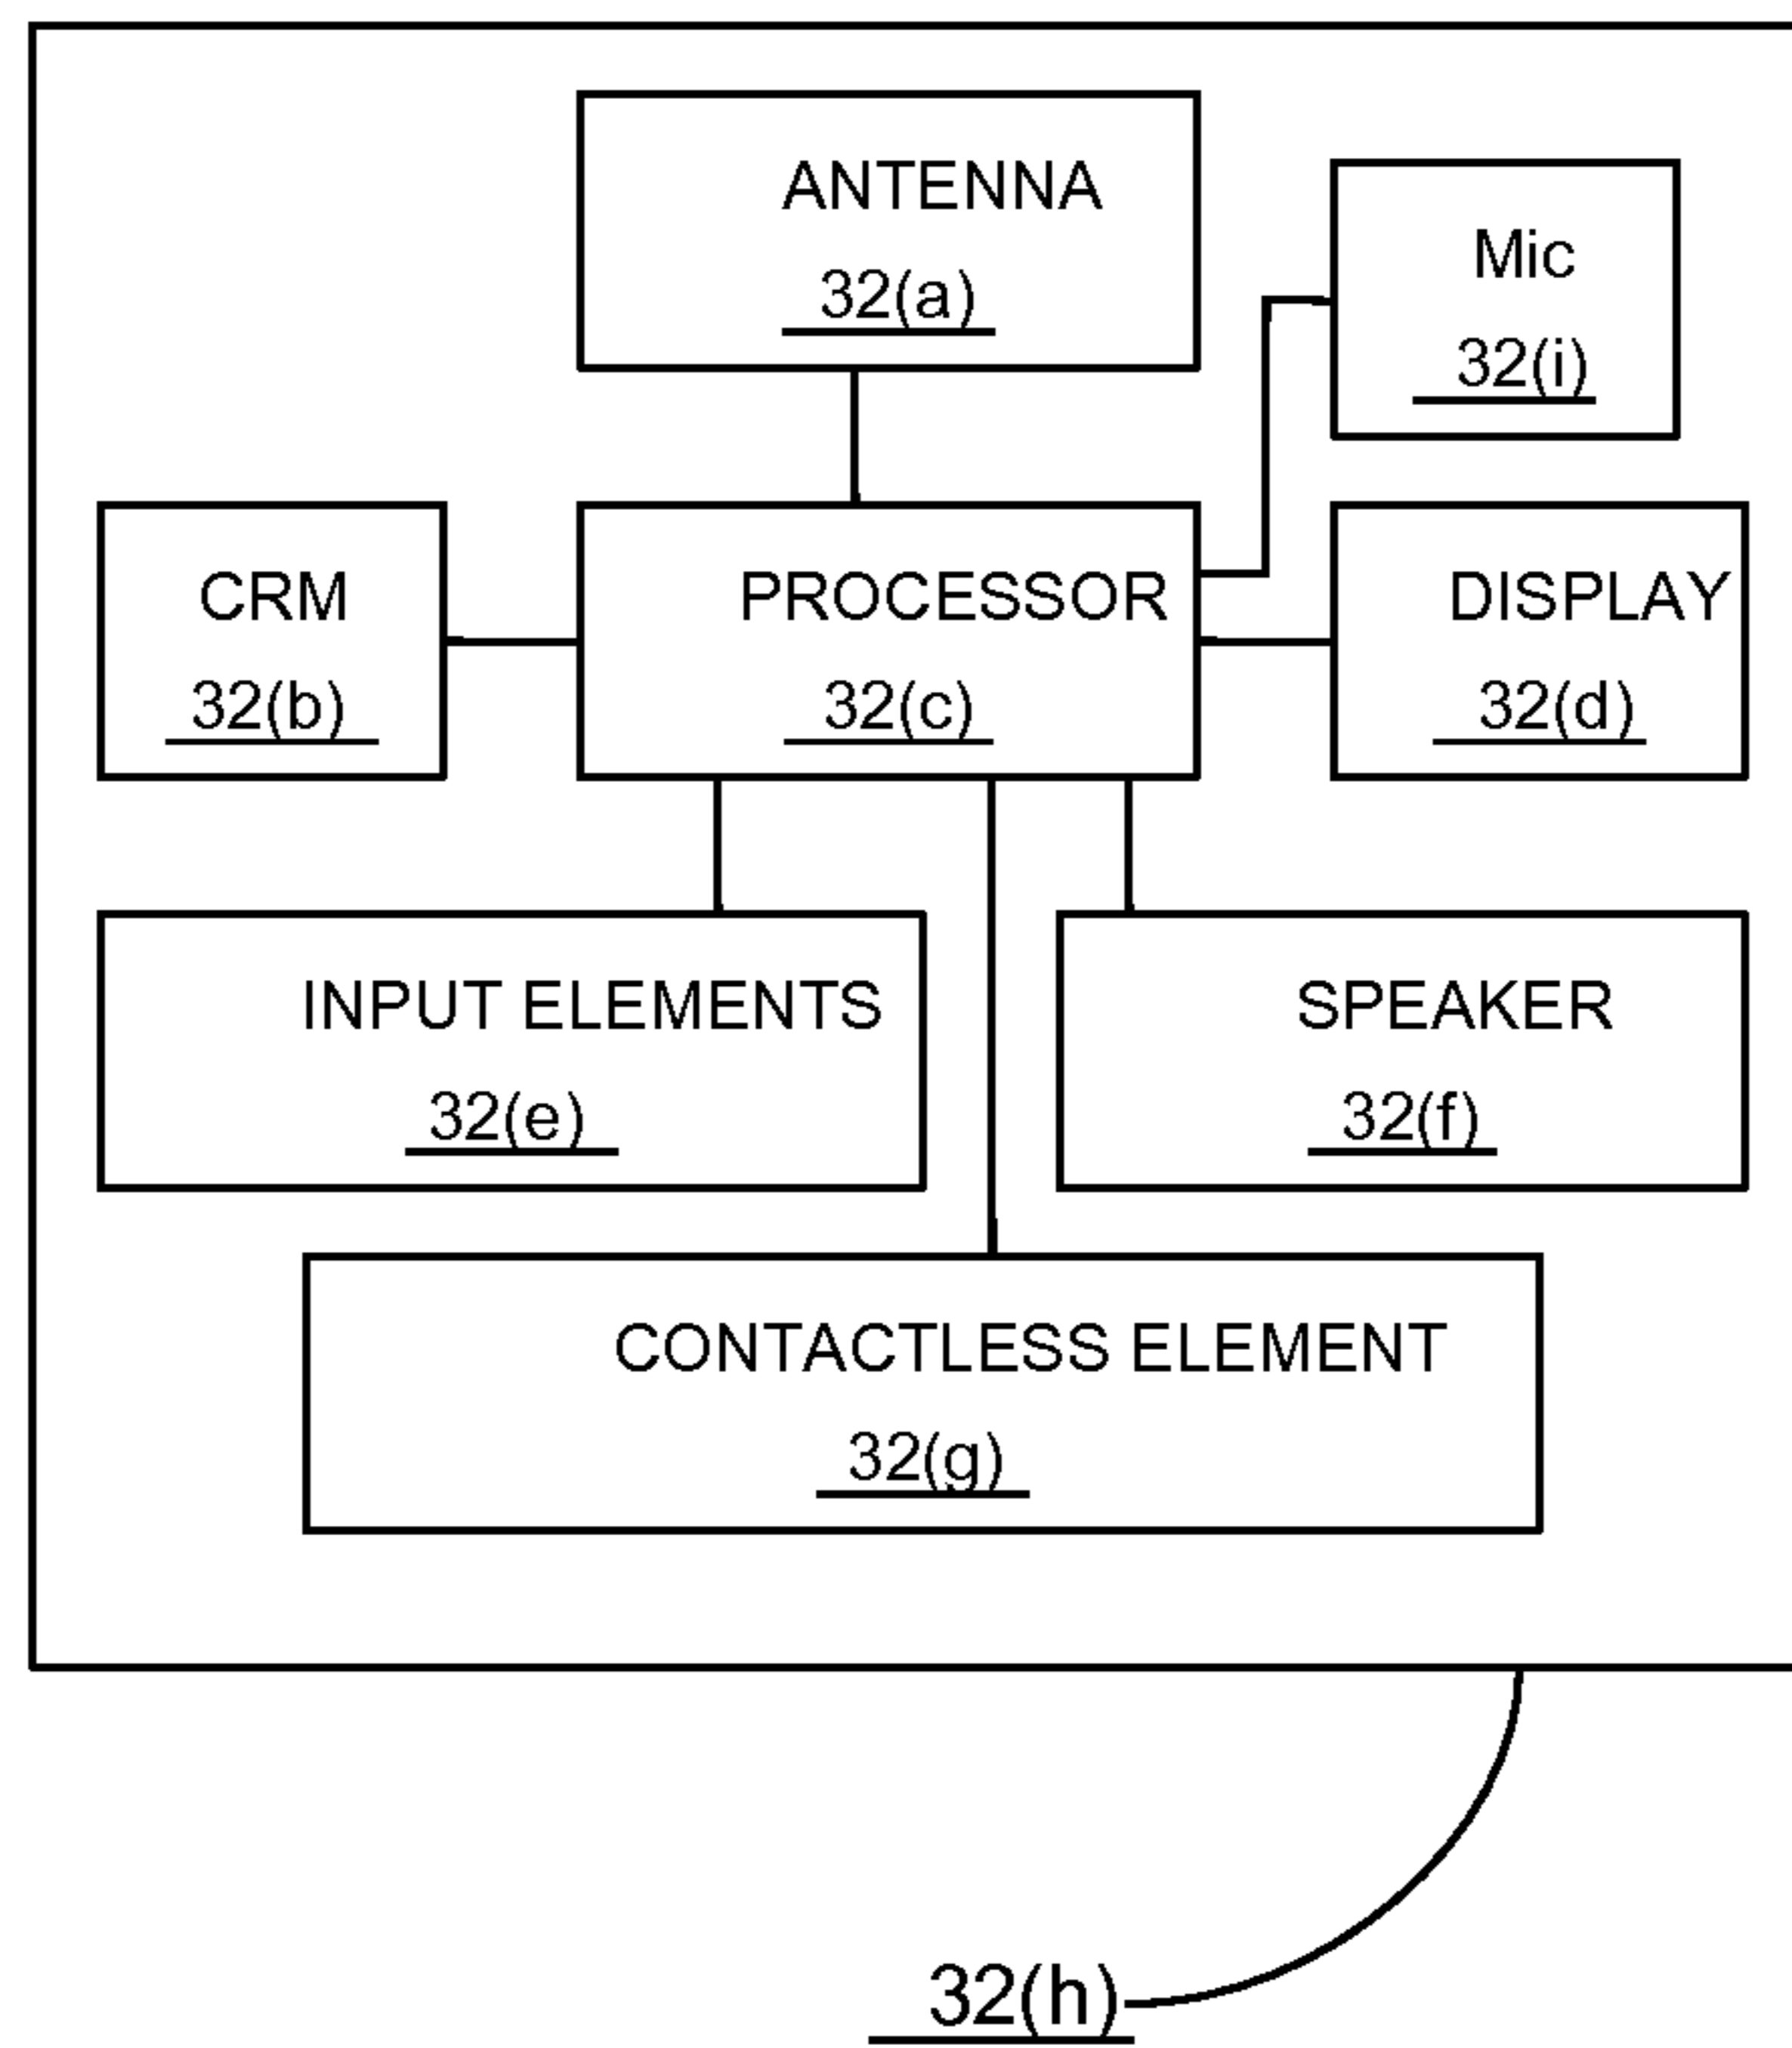 ANTENNA
32(a)
Mic
32(i)
CRM
32(b)
PROCESSOR
32(c)
DISPLAY
32(d)
INPUT ELEMENTS
32(e)
SPEAKER
32(f)
CONTACTLESS ELEMENT
32(g)
32(h)